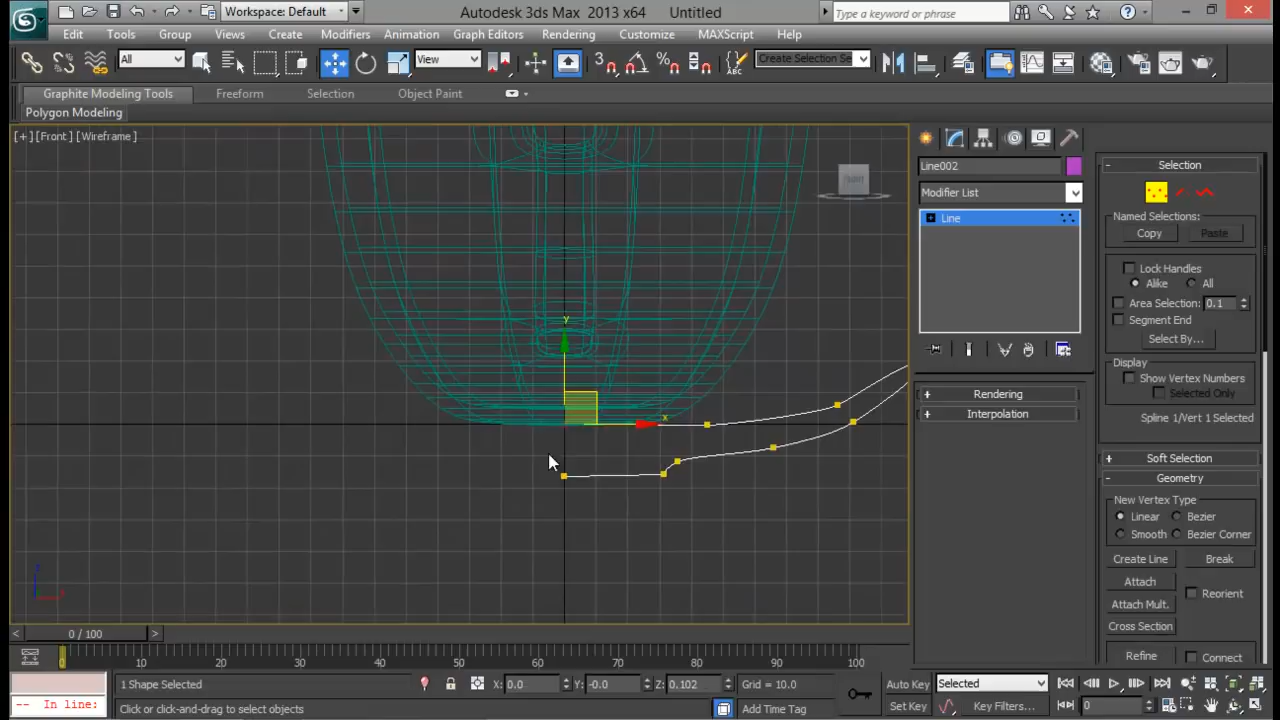 Workspace: Default
Autodesk 3ds Max 2013 x64
Untitled
Type a keyword or phrase
Edit Tools Group Views Create Modifiers Animation Graph Editors Rendering Customize MAXScript Help
All View Create Selection Se
Graphite Modeling Tools Freeform Selection Object Paint
Polygon Modeling
[+] [Front] [Wireframe]
FRONT
y
x
z
x
Line002
Modifier List
Line
+ Rendering
+ Interpolation
- Selection
Named Selections:
Copy Paste
Lock Handles
Alike All
Area Selection: 0.1
Segment End
Select By...
Display
Show Vertex Numbers
Selected Only
Spline 1/Vert 1 Selected
+ Soft Selection
- Geometry
New Vertex Type
Linear Bezier
Smooth Bezier Corner
Create Line Break
Attach
Reorient
Attach Mult.
Cross Section
Refine Connect
< 0 / 100 >
0 10 20 30 40 50 60 70 80 90 100
1 Shape Selected X: 0.0 Y: -0.0 Z: 0.102 Grid = 10.0 Auto Key Selected
-- In line: Click or click-and-drag to select objects Add Time Tag Set Key Key Filters... 0